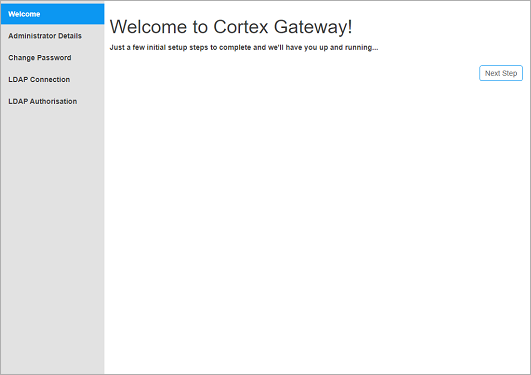 Welcome
Administrator Details
Change Password
LDAP Connection
LDAP Authorisation
Welcome to Cortex Gateway!
Just a few initial setup steps to complete and we'll have you up and running...
Next Step